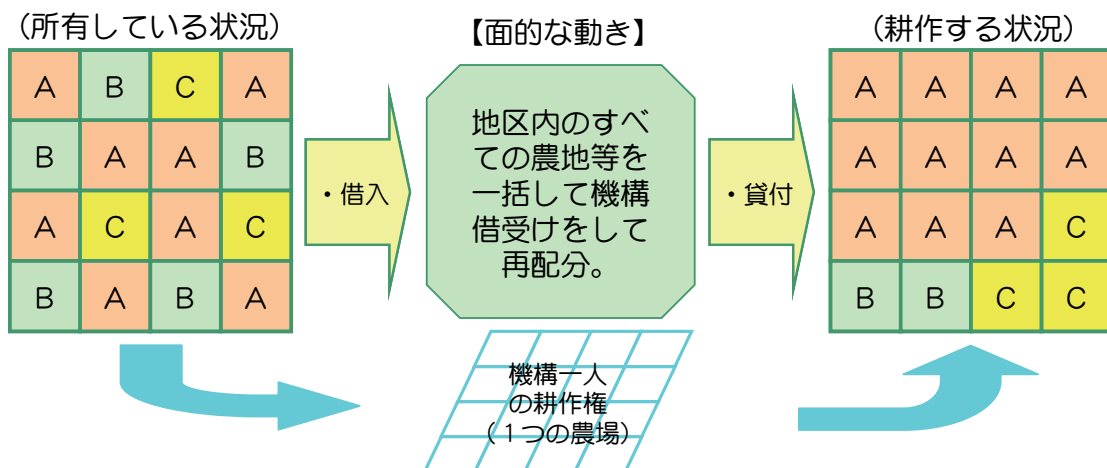 (所有している状況)
A B C A
B A A B
A C A C
B A B A
・借入
【面的な動き】
地区内のすべ
ての農地等を
一括して機構
借受けをして
再配分。
機構一人
の耕作権
(1つの農場)
・貸付
(耕作する状況)
A A A A
A A A A
A A A C
B B C C